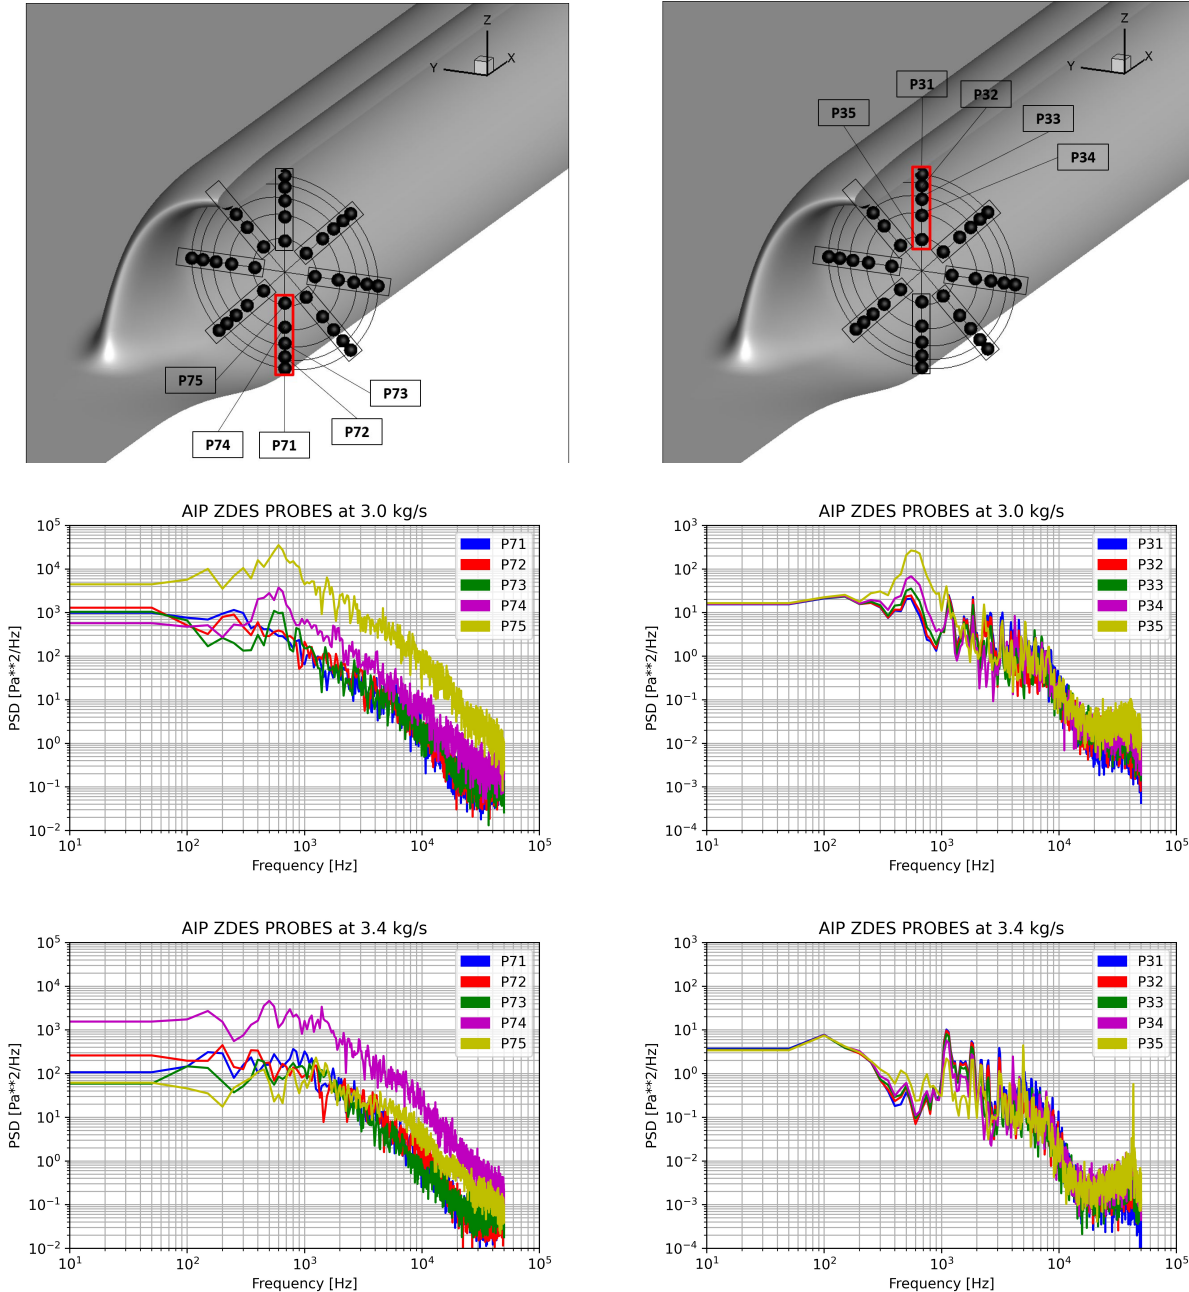 Z
Y
X
P75
P73
P74
P71
P72
Z
Y
X
P31
P32
P35
P33
P34
AIP ZDES PROBES at 3.0 kg/s
PSD [Pa**2/Hz]
10^5
10^4
10^3
10^2
10^1
10^0
10^-1
10^-2
P71
P72
P73
P74
P75
10^1
10^2
10^3
10^4
10^5
Frequency [Hz]
AIP ZDES PROBES at 3.0 kg/s
PSD [Pa**2/Hz]
10^3
10^2
10^1
10^0
10^-1
10^-2
10^-3
10^-4
P31
P32
P33
P34
P35
10^1
10^2
10^3
10^4
10^5
Frequency [Hz]
AIP ZDES PROBES at 3.4 kg/s
PSD [Pa**2/Hz]
10^5
10^4
10^3
10^2
10^1
10^0
10^-1
10^-2
P71
P72
P73
P74
P75
10^1
10^2
10^3
10^4
10^5
Frequency [Hz]
AIP ZDES PROBES at 3.4 kg/s
PSD [Pa**2/Hz]
10^3
10^2
10^1
10^0
10^-1
10^-2
10^-3
10^-4
P31
P32
P33
P34
P35
10^1
10^2
10^3
10^4
10^5
Frequency [Hz]